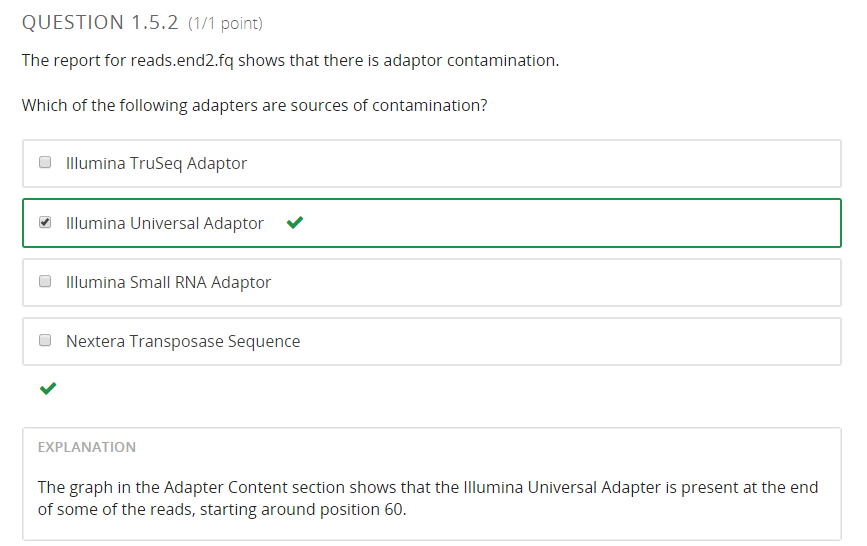 QUESTION 1.5.2 (1/1 point)
The report for reads.end2.fq shows that there is adaptor contamination.
Which of the following adapters are sources of contamination?
Illumina TruSeq Adaptor
Illumina Universal Adaptor
Illumina Small RNA Adaptor
Nextera Transposase Sequence
EXPLANATION
The graph in the Adapter Content section shows that the Illumina Universal Adapter is present at the end
of some of the reads, starting around position 60.